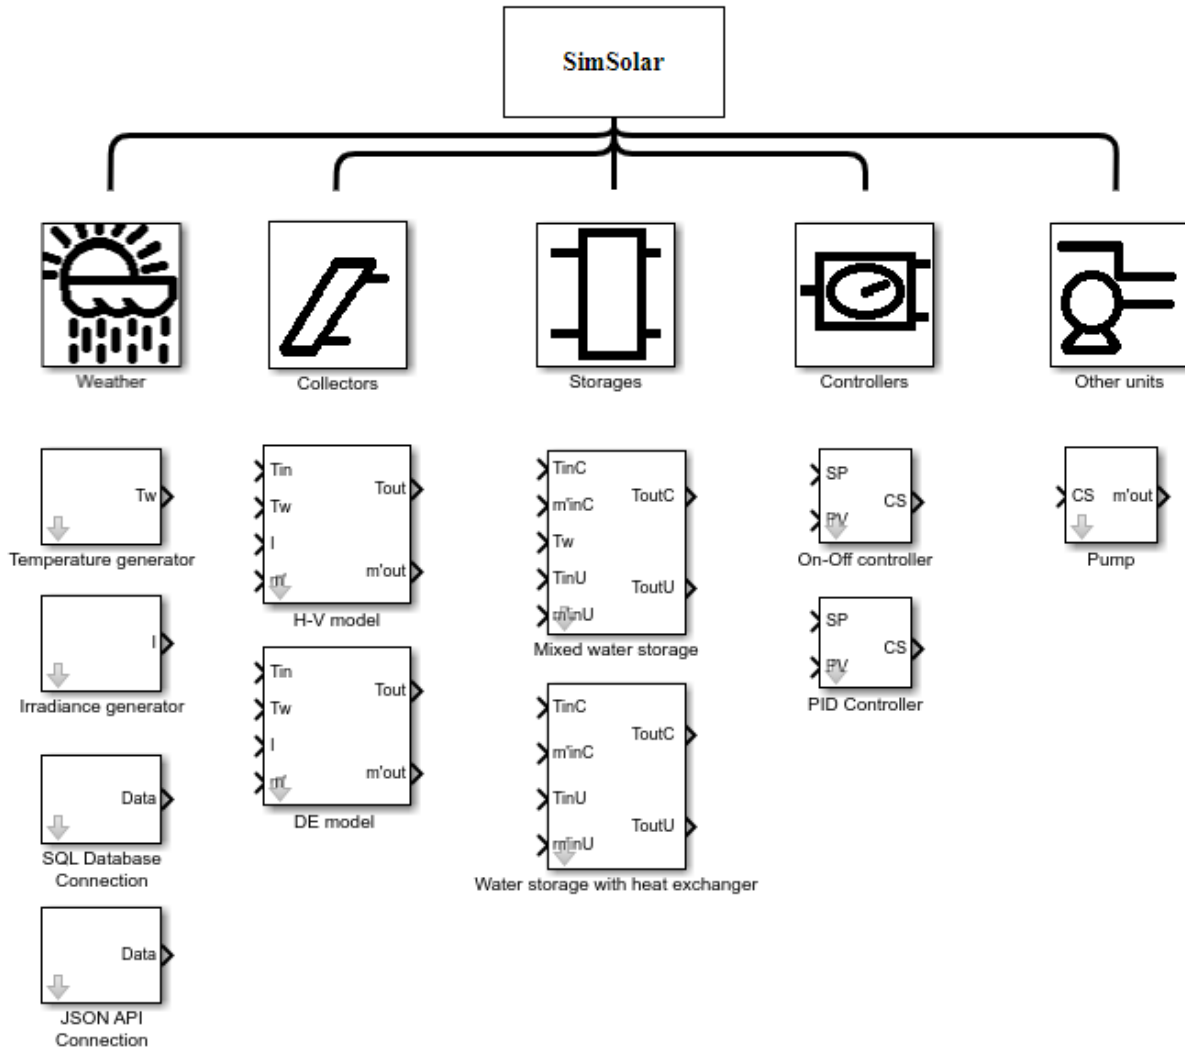 SimSolar
Weather
Collectors
Storages
Controllers
Other units
Tw
Temperature generator
I
Irradiance generator
Data
SQL Database
Connection
Data
JSON API
Connection
Tin
Tw
I
m'
Tout
m'out
H-V model
Tin
Tw
I
m'
Tout
m'out
DE model
TinC
m'inC
Tw
TinU
m'inU
ToutC
ToutU
Mixed water storage
TinC
m'inC
TinU
m'inU
ToutC
ToutU
Water storage with heat exchanger
SP
PV
CS
On-Off controller
SP
PV
CS
PID Controller
CS
m'out
Pump